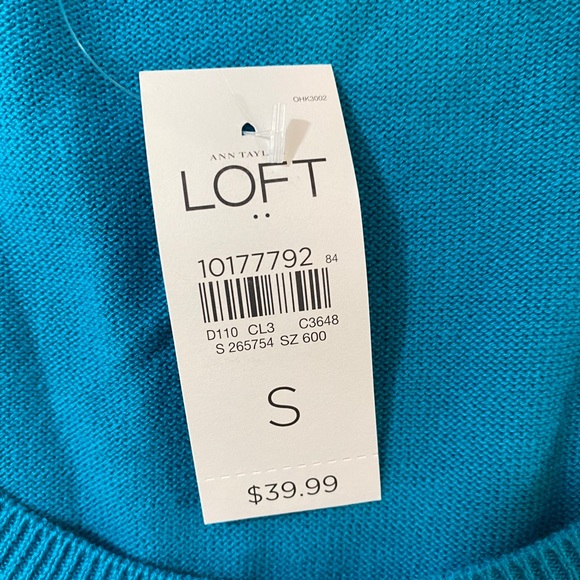 OHK3002
ANN TAYL
LOFT
10177792 84
D110 CL3 C3648
S 265754 SZ 600
S
$39.99